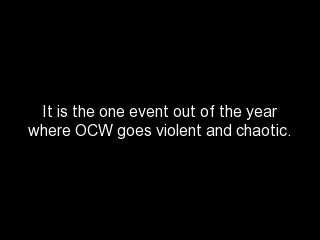 It is the one event out of the year
where OCW goes violent and chaotic.